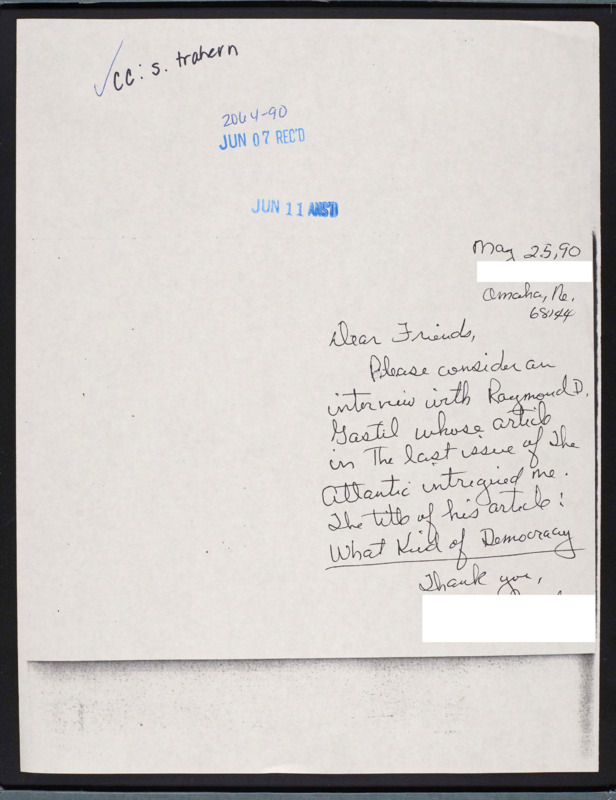 ✓ cc: s. trahern
2064-90
JUN 07 REC'D
JUN 11 ANS'D
May 25, 90
Omaha, Ne.
68144
Dear Friends,
Please consider an
interview with Raymond D.
Gastil whose article
in the last issue of the
Atlantic intrigued me.
The title of his article:
What Kind of Democracy
Thank you,